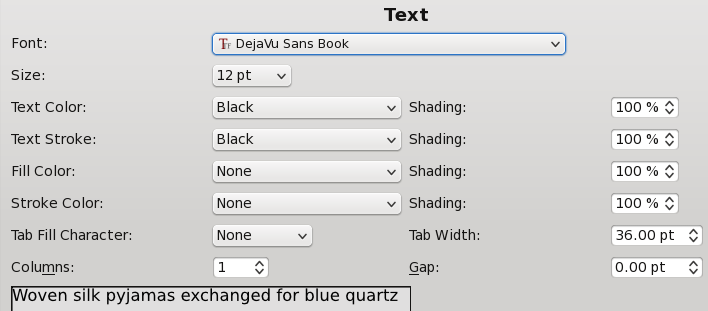 Text
Font: DejaVu Sans Book
Size: 12 pt
Text Color: Black Shading: 100 %
Text Stroke: Black Shading: 100 %
Fill Color: None Shading: 100 %
Stroke Color: None Shading: 100 %
Tab Fill Character: None Tab Width: 36.00 pt
Columns: 1 Gap: 0.00 pt
Woven silk pyjamas exchanged for blue quartz